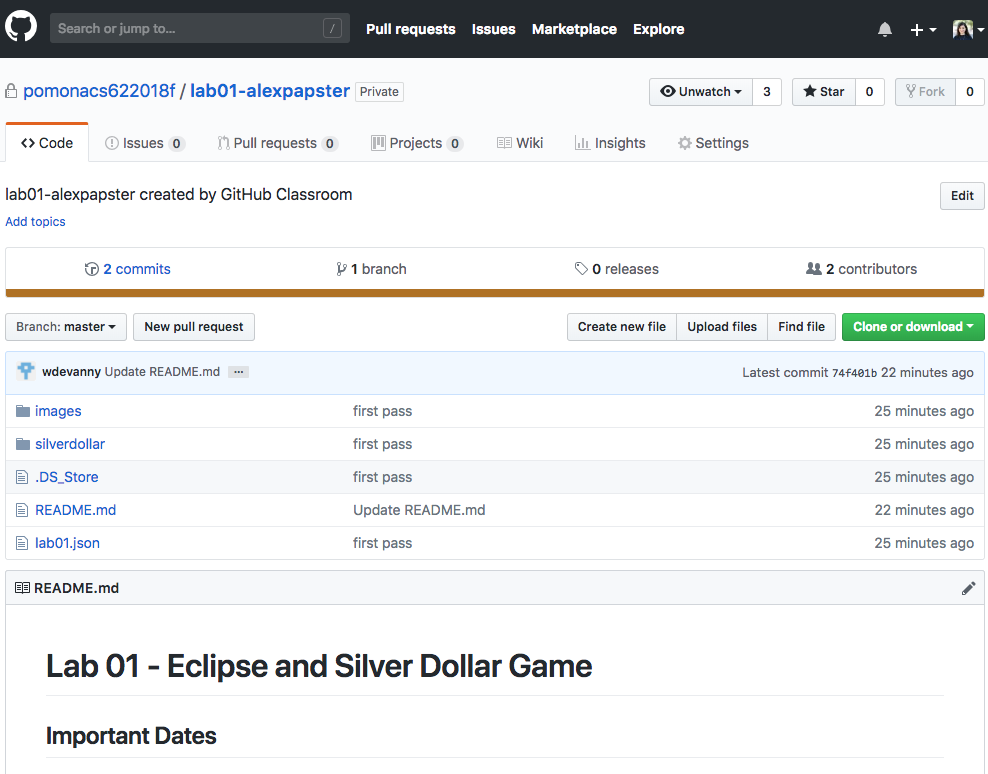 Search or jump to... / Pull requests Issues Marketplace Explore
pomonacs622018f / lab01-alexpapster Private Unwatch 3 Star 0 Fork 0
Code Issues 0 Pull requests 0 Projects 0 Wiki Insights Settings
lab01-alexpapster created by GitHub Classroom Edit
Add topics
2 commits 1 branch 0 releases 2 contributors
Branch: master New pull request Create new file Upload files Find file Clone or download
wdevanny Update README.md ... Latest commit 74f401b 22 minutes ago
images first pass 25 minutes ago
silverdollar first pass 25 minutes ago
.DS_Store first pass 25 minutes ago
README.md Update README.md 22 minutes ago
lab01.json first pass 25 minutes ago
README.md
Lab 01 - Eclipse and Silver Dollar Game
Important Dates